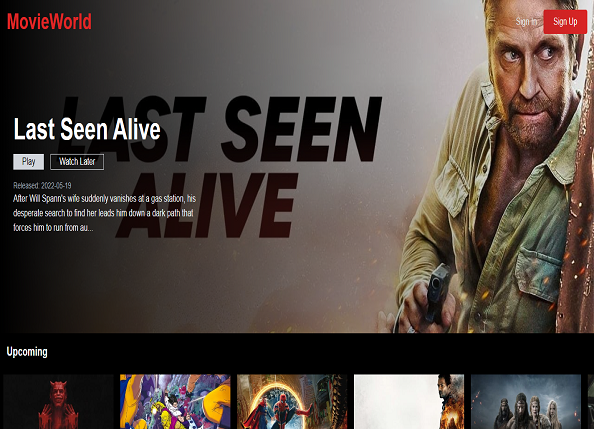 MovieWorld
Sign In
Sign Up
LAST SEEN
ALIVE
Last Seen Alive
Play
Watch Later
Released: 2022-05-19
After Will Spann's wife suddenly vanishes at a gas station, his
desperate search to find her leads him down a dark path that
forces him to run from au...
Upcoming